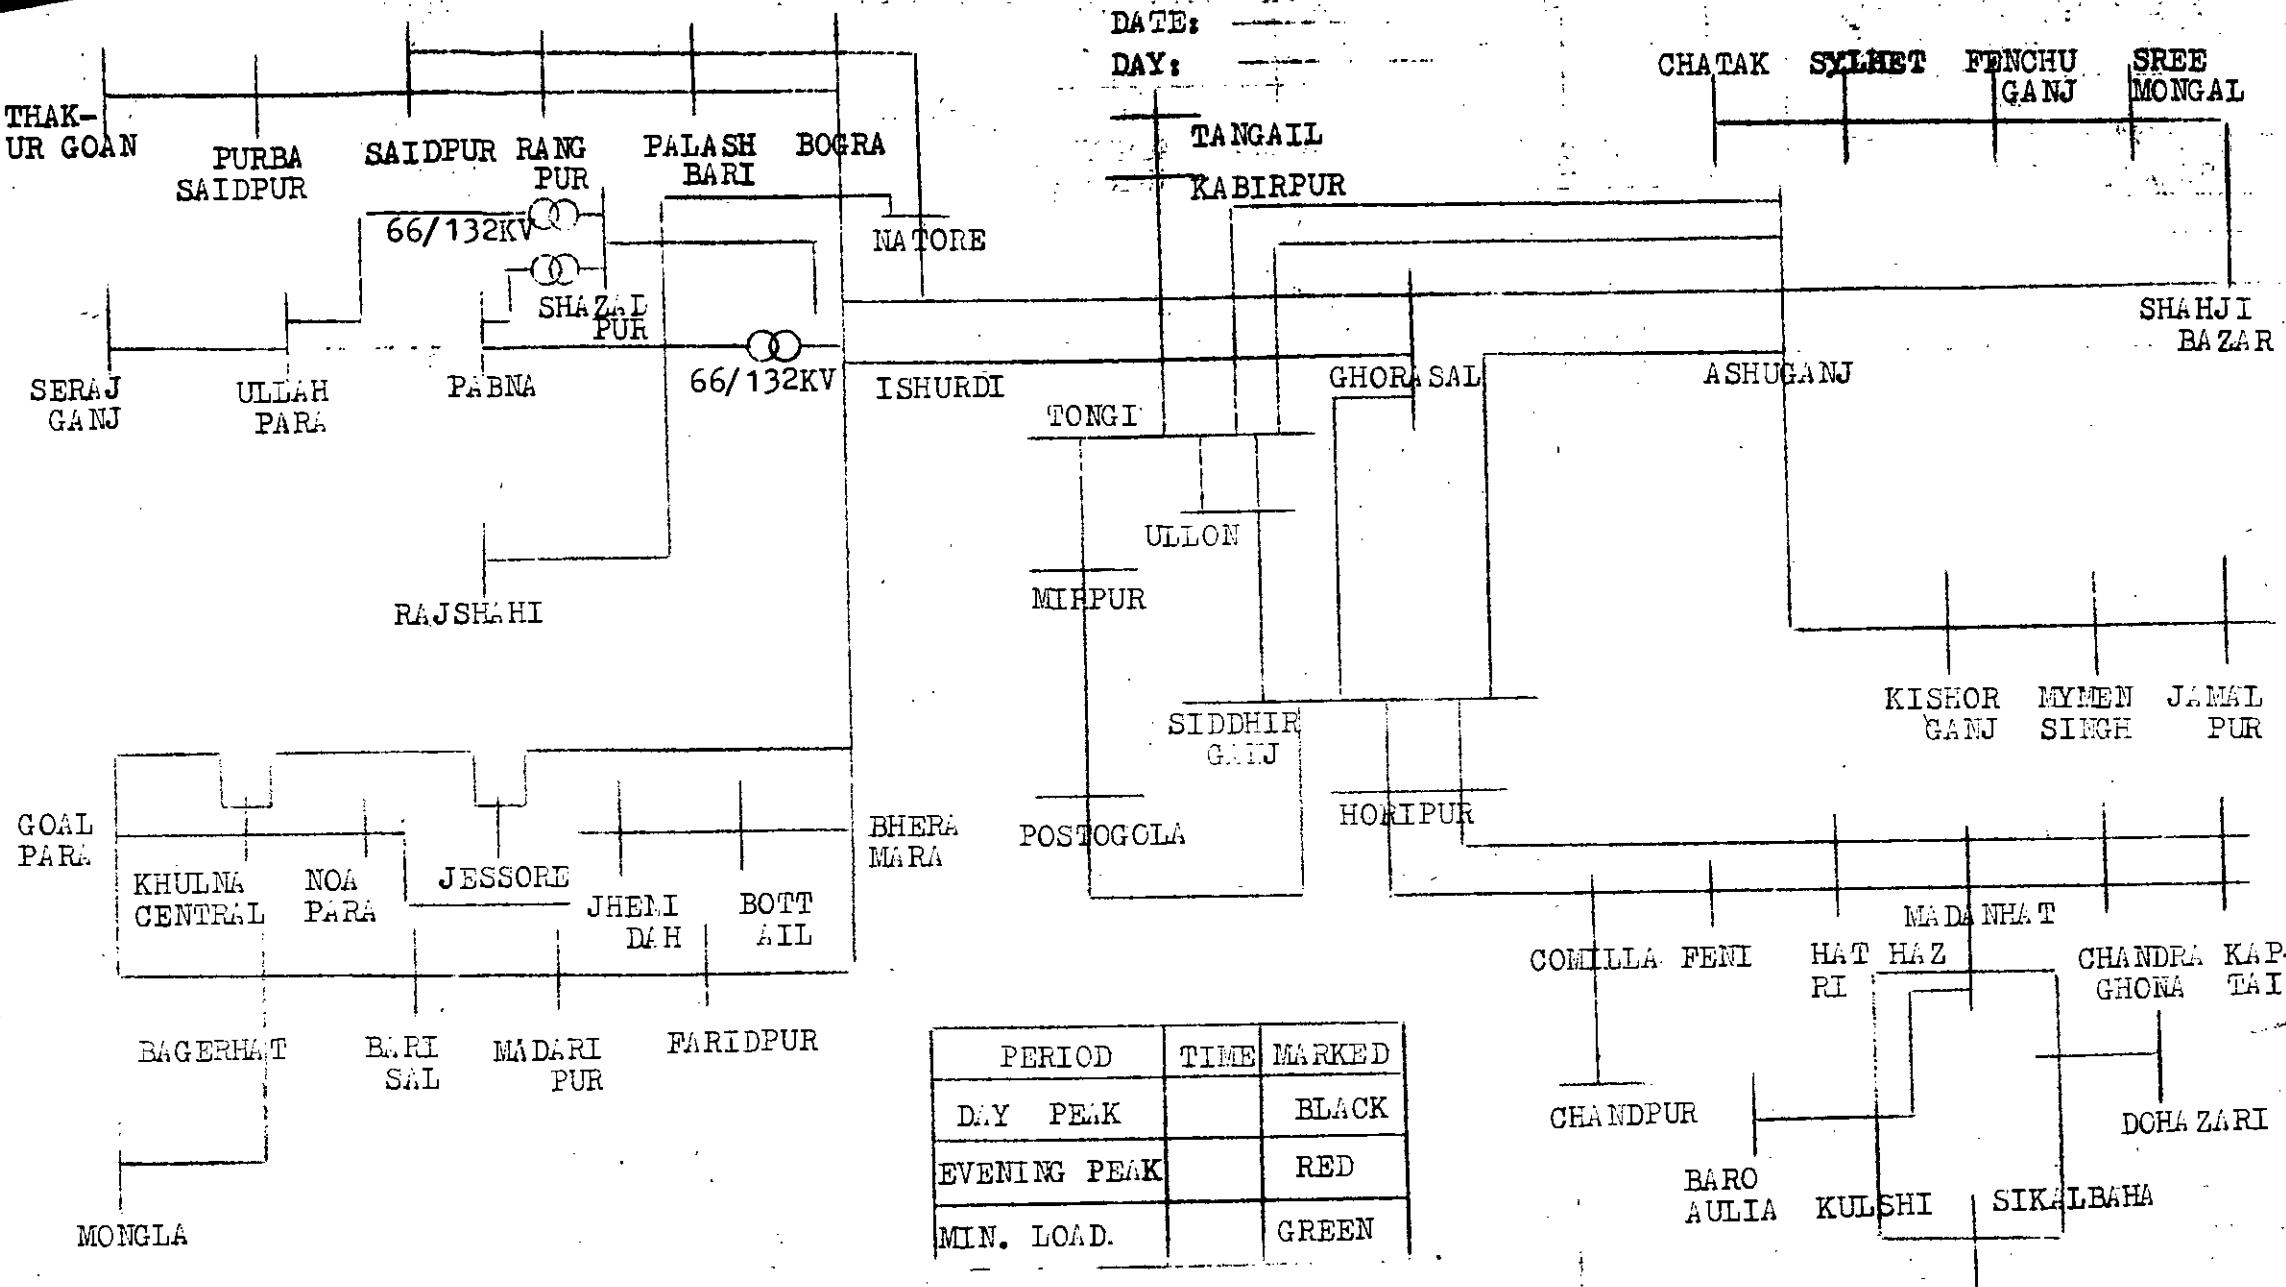 DATE:
DAY:
CHATAK SYLHET FENCHU SREE
GANJ MONGAL
TANGAIL
KABIRPUR
THAK-
UR GOAN
PURBA
SAIDPUR
SAIDPUR
RANG
PUR
PALASH
BARI
BOGRA
66/132KV
NATORE
SHAZAD
PUR
SHAHJI
BAZAR
SERAJ
GANJ
ULLAH
PARA
PABNA
66/132KV
ISHURDI
GHORASAL
ASHUGANJ
TONGI
ULLON
MIRPUR
RAJSHAHI
SIDDHIR
GANJ
KISHOR
GANJ
MYMEN
SINGH
JAMAL
PUR
GOAL
PARA
KHULNA
CENTRAL
NOA
PARA
JESSORE
JHENI
DAH
BOTT
AIL
BHERA
MARA
POSTOGOLA
HORIPUR
MADANHAT
COMILLA FENI
HAT HAZ
RI
CHANDRA
GHONA
KAP-
TAI
BAGERHAT
BARI
SAL
MADARI
PUR
FARIDPUR
MONGLA
PERIOD TIME MARKED
DAY PEAK BLACK
EVENING PEAK RED
MIN. LOAD. GREEN
CHANDPUR
DOHAZARI
BARO
AULIA
KULSHI
SIKALBAHA